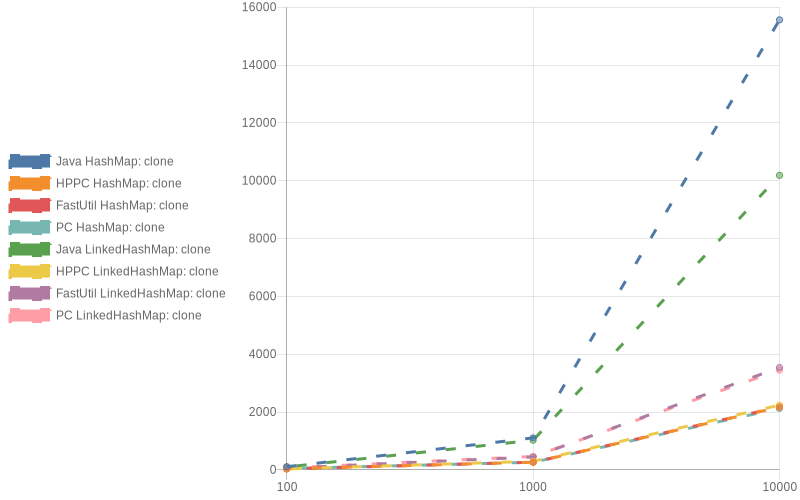 Java HashMap: clone
HPPC HashMap: clone
FastUtil HashMap: clone
PC HashMap: clone
Java LinkedHashMap: clone
HPPC LinkedHashMap: clone
FastUtil LinkedHashMap: clone
PC LinkedHashMap: clone
16000
14000
12000
10000
8000
6000
4000
2000
0
100 1000 10000